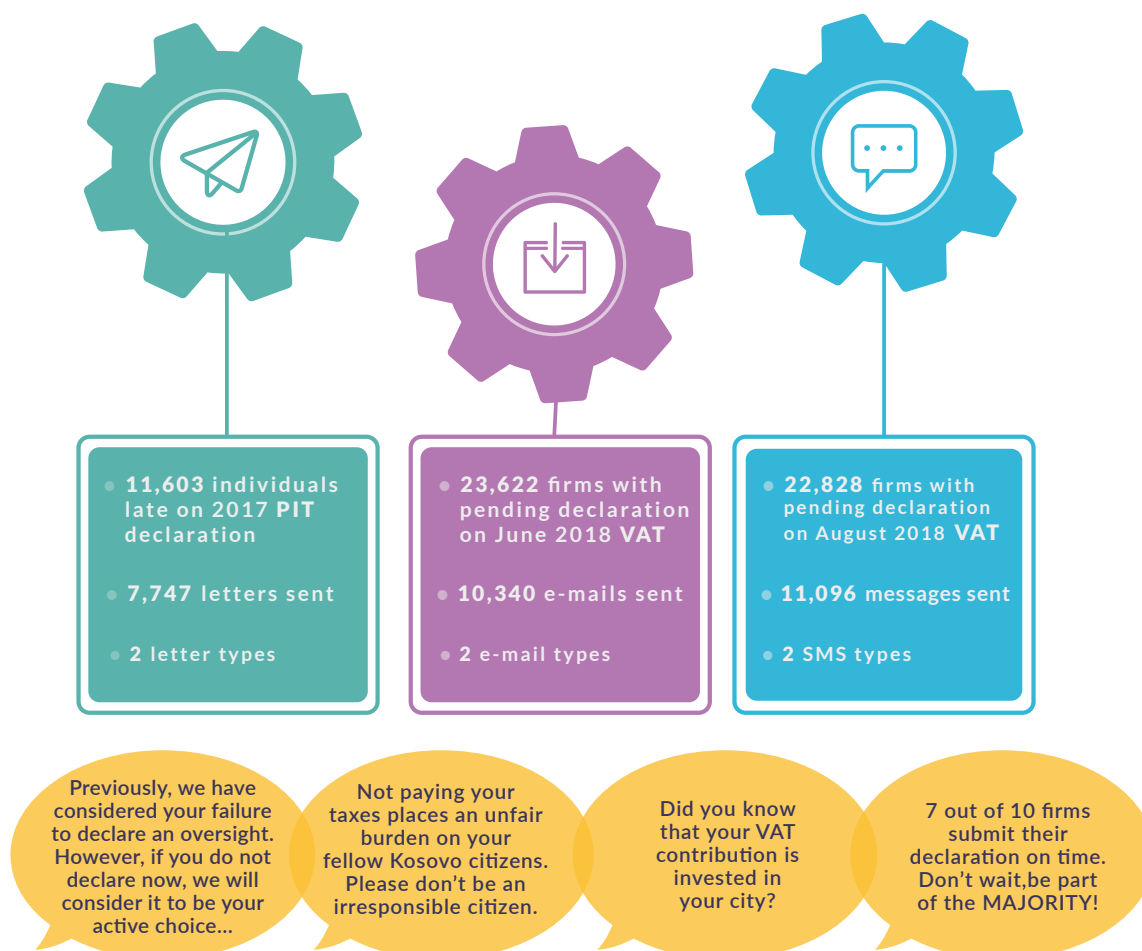 11,603 individuals
late on 2017 PIT
declaration
7,747 letters sent
2 letter types
23,622 firms with
pending declaration
on June 2018 VAT
10,340 e-mails sent
2 e-mail types
22,828 firms with
pending declaration
on August 2018 VAT
11,096 messages sent
2 SMS types
Previously, we have
considered your failure
to declare an oversight.
However, if you do not
declare now, we will
consider it to be your
active choice...
Not paying your
taxes places an unfair
burden on your
fellow Kosovo citizens.
Please don't be an
irresponsible citizen.
Did you know
that your VAT
contribution is
invested in
your city?
7 out of 10 firms
submit their
declaration on time.
Don't wait,be part
of the MAJORITY!